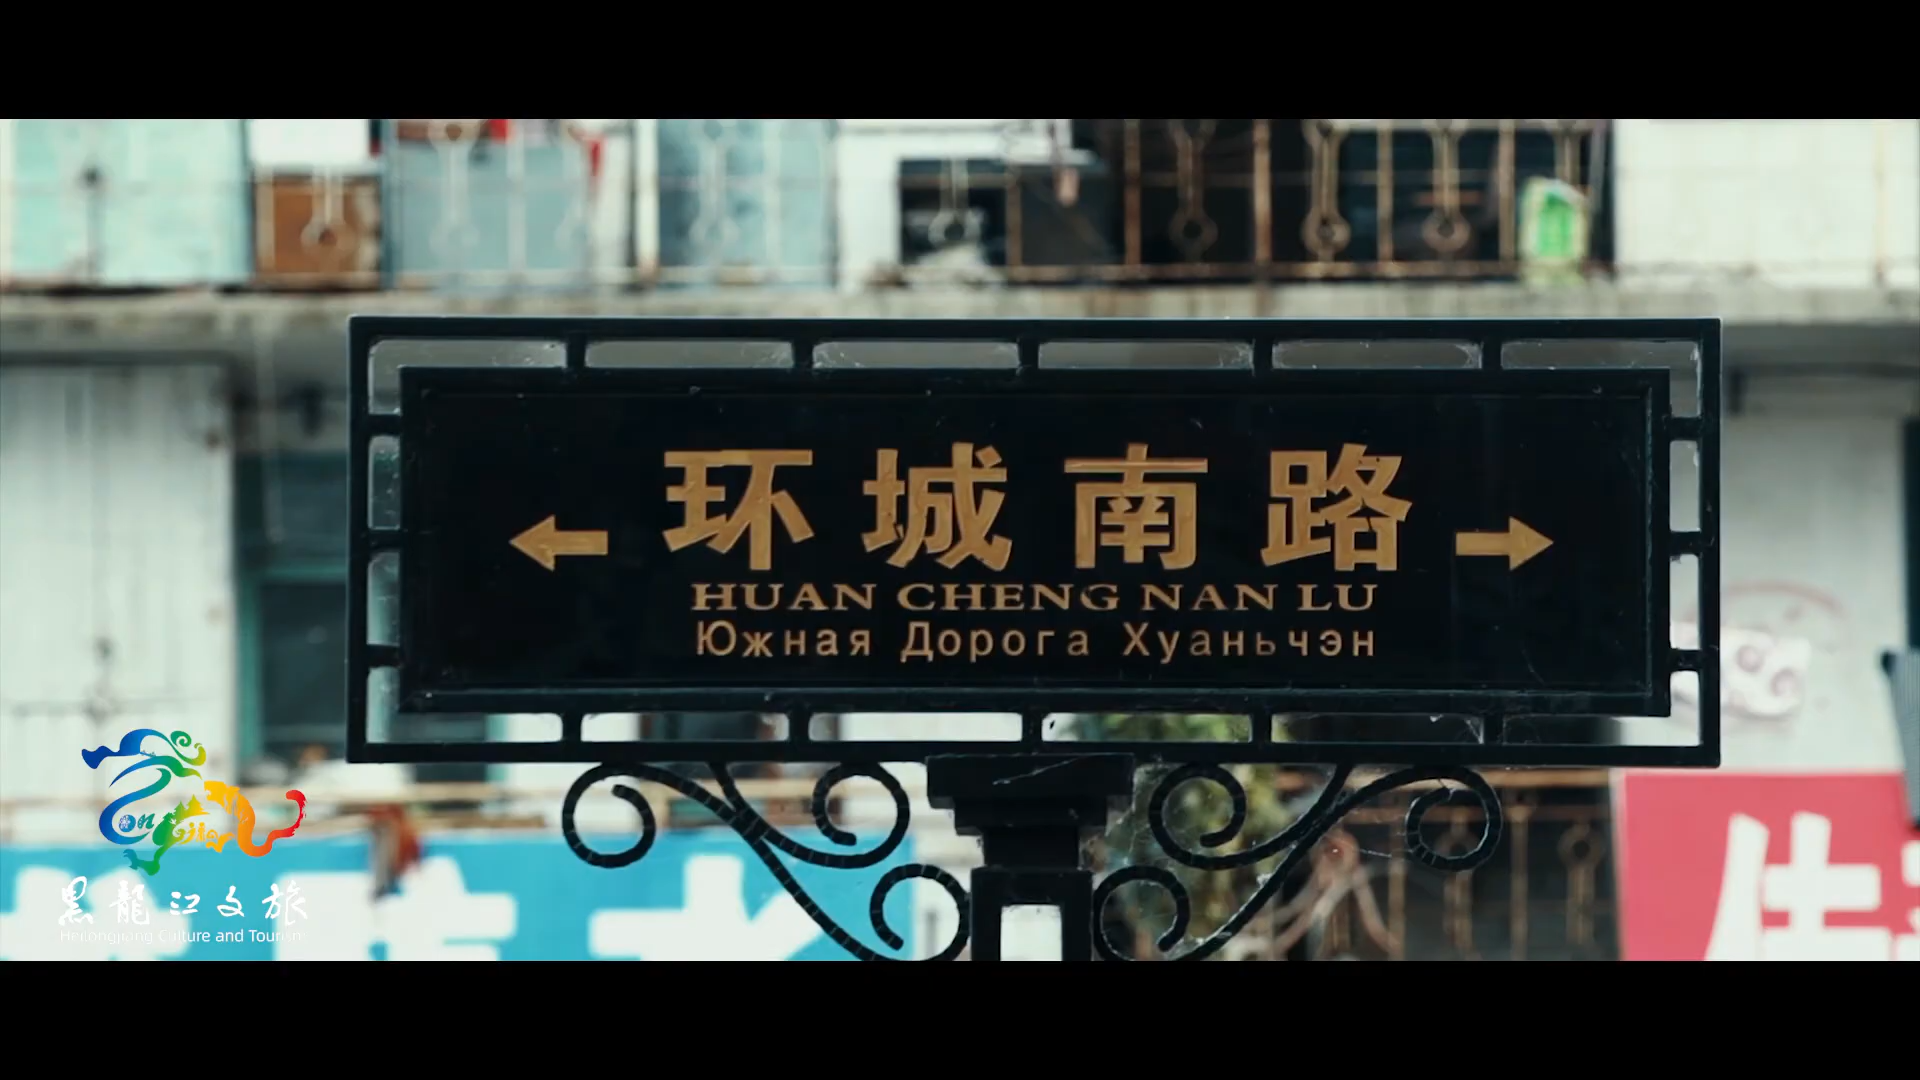 环城南路
HUAN CHENG NAN LU
Южная Дорога Хуаньчэн
黑龍江文旅
Heilongjiang Culture and Tourism